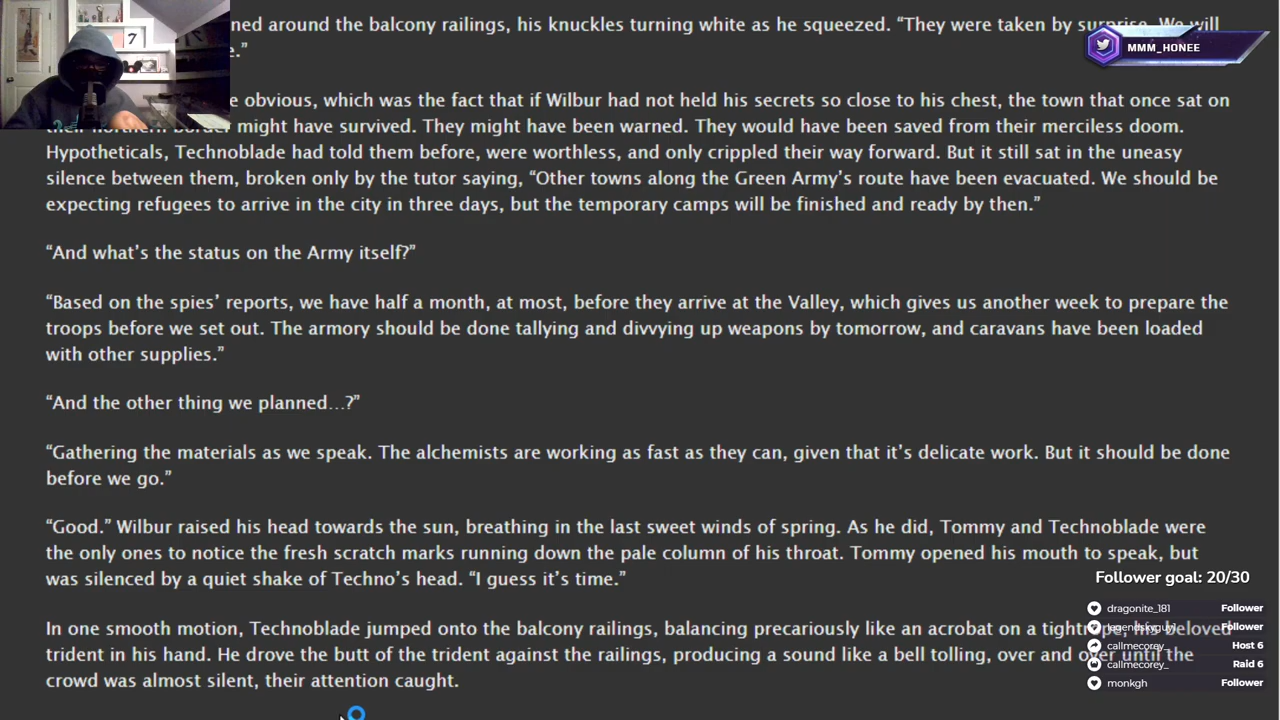 ned around the balcony railings, his knuckles turning white as he squeezed. “They were taken by surprise. We will
e.”
7
MMM_HONEE
e obvious, which was the fact that if Wilbur had not held his secrets so close to his chest, the town that once sat on
their northern border might have survived. They might have been warned. They would have been saved from their merciless doom.
Hypotheticals, Technoblade had told them before, were worthless, and only crippled their way forward. But it still sat in the uneasy
silence between them, broken only by the tutor saying, “Other towns along the Green Army’s route have been evacuated. We should be
expecting refugees to arrive in the city in three days, but the temporary camps will be finished and ready by then.”
“And what’s the status on the Army itself?”
“Based on the spies’ reports, we have half a month, at most, before they arrive at the Valley, which gives us another week to prepare the
troops before we set out. The armory should be done tallying and divvying up weapons by tomorrow, and caravans have been loaded
with other supplies.”
“And the other thing we planned…?”
“Gathering the materials as we speak. The alchemists are working as fast as they can, given that it’s delicate work. But it should be done
before we go.”
“Good.” Wilbur raised his head towards the sun, breathing in the last sweet winds of spring. As he did, Tommy and Technoblade were
the only ones to notice the fresh scratch marks running down the pale column of his throat. Tommy opened his mouth to speak, but
was silenced by a quiet shake of Techno’s head. “I guess it’s time.”
In one smooth motion, Technoblade jumped onto the balcony railings, balancing precariously like an acrobat on a tightrope, his beloved
trident in his hand. He drove the butt of the trident against the railings, producing a sound like a bell tolling, over and over until the
crowd was almost silent, their attention caught.
Follower goal: 20/30
dragonite_181 Follower
Follower
callmecorey_ Host 6
callmecorey_ Raid 6
monkgh Follower